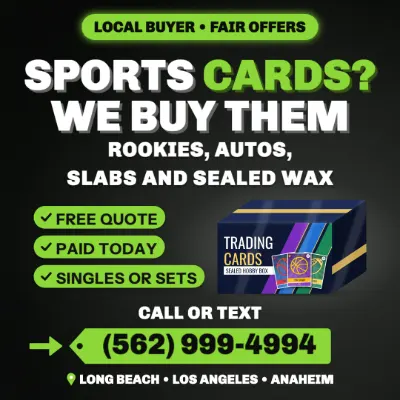 LOCAL BUYER • FAIR OFFERS
SPORTS CARDS?
WE BUY THEM
ROOKIES, AUTOS,
SLABS AND SEALED WAX
FREE QUOTE
PAID TODAY
SINGLES OR SETS
TRADING
CARDS
SEALED HOBBY BOX
CALL OR TEXT
(562) 999-4994
LONG BEACH • LOS ANGELES • ANAHEIM